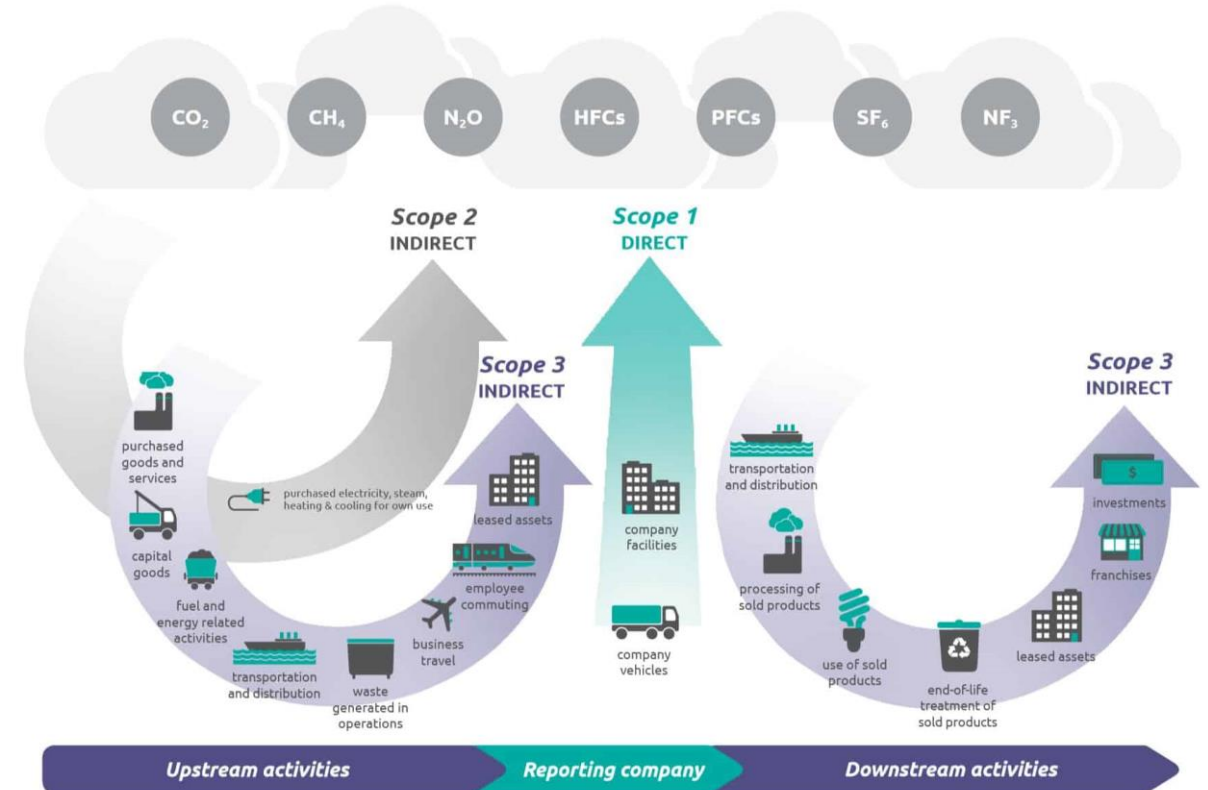 CO₂
CH₄
N₂O
HFCs
PFCs
SF₆
NF₃
Scope 2
INDIRECT
Scope 1
DIRECT
Scope 3
INDIRECT
Scope 3
INDIRECT
purchased
goods and
services
capital
goods
fuel and
energy related
activities
transportation
and distribution
waste
generated in
operations
business
travel
employee
commuting
leased assets
purchased electricity, steam,
heating & cooling for own use
company
facilities
company
vehicles
transportation
and distribution
processing of
sold products
use of sold
products
end-of-life
treatment of
sold products
leased assets
franchises
$
investments
Upstream activities
Reporting company
Downstream activities